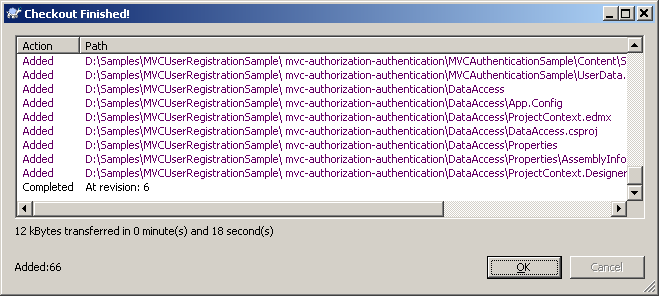 Checkout Finished!
Action Path
Added D:\Samples\MVCUserRegistrationSample\ mvc-authorization-authentication\MVCAuthenticationSample\Content\S
Added D:\Samples\MVCUserRegistrationSample\ mvc-authorization-authentication\MVCAuthenticationSample\UserData.
Added D:\Samples\MVCUserRegistrationSample\ mvc-authorization-authentication\DataAccess
Added D:\Samples\MVCUserRegistrationSample\ mvc-authorization-authentication\DataAccess\App.Config
Added D:\Samples\MVCUserRegistrationSample\ mvc-authorization-authentication\DataAccess\ProjectContext.edmx
Added D:\Samples\MVCUserRegistrationSample\ mvc-authorization-authentication\DataAccess\DataAccess.csproj
Added D:\Samples\MVCUserRegistrationSample\ mvc-authorization-authentication\DataAccess\Properties
Added D:\Samples\MVCUserRegistrationSample\ mvc-authorization-authentication\DataAccess\Properties\AssemblyInfo
Added D:\Samples\MVCUserRegistrationSample\ mvc-authorization-authentication\DataAccess\ProjectContext.Designer
Completed At revision: 6
12 kBytes transferred in 0 minute(s) and 18 second(s)
Added:66
OK Cancel